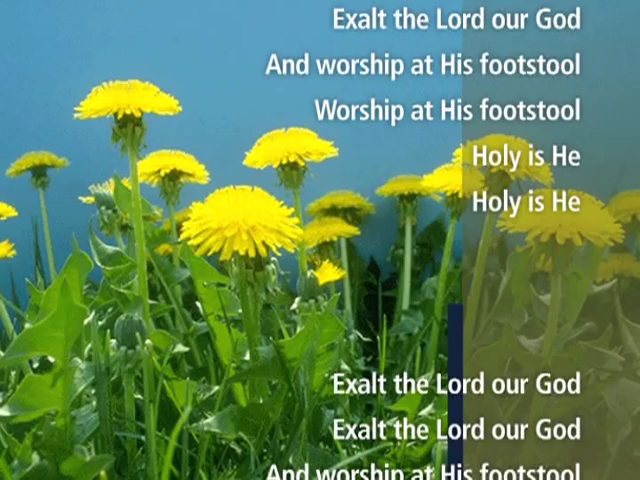 Exalt the Lord our God
And worship at His footstool
Worship at His footstool
Holy is He
Holy is He
Exalt the Lord our God
Exalt the Lord our God
And worship at His footstool